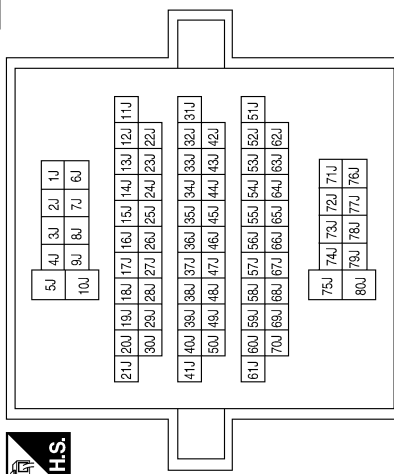 5J 4J 3J 2J 1J
10J 9J 8J 7J 6J
21J 20J 19J 18J 17J 16J 15J 14J 13J 12J 11J
30J 29J 28J 27J 26J 25J 24J 23J 22J
41J 40J 39J 38J 37J 36J 35J 34J 33J 32J 31J
50J 49J 48J 47J 46J 45J 44J 43J 42J
61J 60J 59J 58J 57J 56J 55J 54J 53J 52J 51J
70J 69J 68J 67J 66J 65J 64J 63J 62J
75J 74J 73J 72J 71J
80J 79J 78J 77J 76J
H.S.